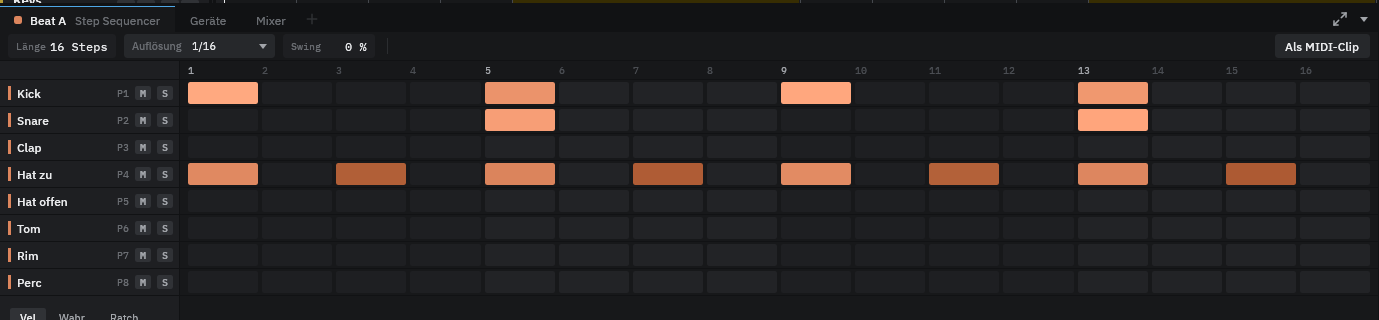 Keys
Beat A Step Sequencer Geräte Mixer +
Länge 16 Steps Auflösung 1/16 Swing 0 % Als MIDI-Clip
1 2 3 4 5 6 7 8 9 10 11 12 13 14 15 16
Kick P1 M S
Snare P2 M S
Clap P3 M S
Hat zu P4 M S
Hat offen P5 M S
Tom P6 M S
Rim P7 M S
Perc P8 M S
Vel Wahr Ratch